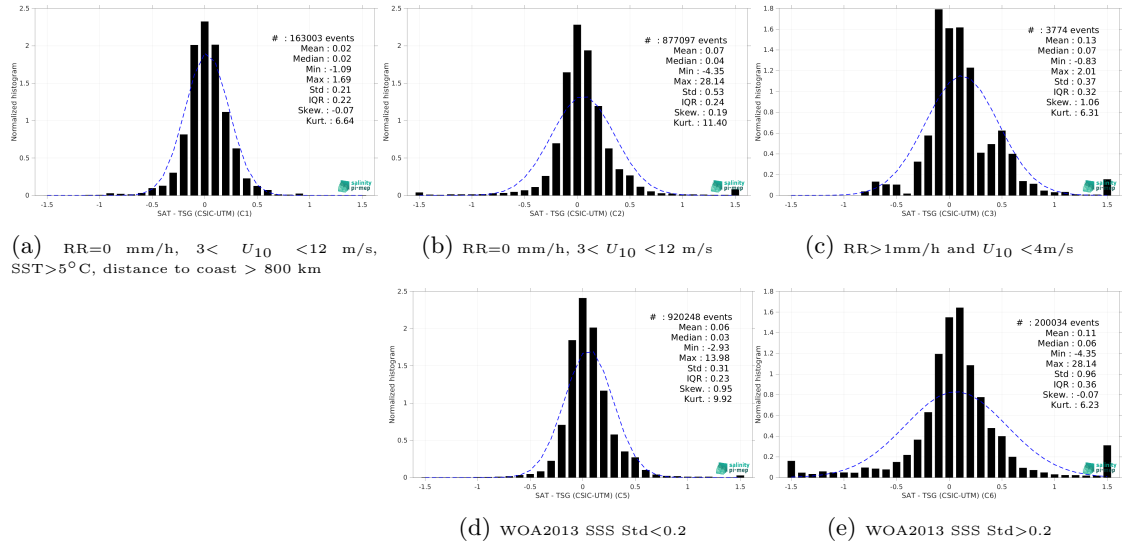 2.5
2
1.5
1
0.5
0
Normalized histogram
# : 163003 events
Mean : 0.02
Median : 0.02
Min : -1.09
Max : 1.69
Std : 0.21
IQR : 0.22
Skew. : -0.07
Kurt. : 6.64
salinity
pi-mep
-1.5 -1 -0.5 0 0.5 1 1.5
SAT - TSG (CSIC-UTM) (C1)
(a) RR=0 mm/h, 3< U10 <12 m/s,
SST>5°C, distance to coast > 800 km
2.5
2
1.5
1
0.5
0
Normalized histogram
# : 877097 events
Mean : 0.07
Median : 0.04
Min : -4.35
Max : 28.14
Std : 0.53
IQR : 0.24
Skew. : 0.19
Kurt. : 11.40
salinity
pi-mep
-1.5 -1 -0.5 0 0.5 1 1.5
SAT - TSG (CSIC-UTM) (C2)
(b) RR=0 mm/h, 3< U10 <12 m/s
1.8
1.6
1.4
1.2
1
0.8
0.6
0.4
0.2
0
Normalized histogram
# : 3774 events
Mean : 0.13
Median : 0.07
Min : -0.83
Max : 2.01
Std : 0.37
IQR : 0.32
Skew. : 1.06
Kurt. : 6.31
salinity
pi-mep
-1.5 -1 -0.5 0 0.5 1 1.5
SAT - TSG (CSIC-UTM) (C3)
(c) RR>1mm/h and U10 <4m/s
2.5
2
1.5
1
0.5
0
Normalized histogram
# : 920248 events
Mean : 0.06
Median : 0.03
Min : -2.93
Max : 13.98
Std : 0.31
IQR : 0.23
Skew. : 0.95
Kurt. : 9.92
salinity
pi-mep
-1.5 -1 -0.5 0 0.5 1 1.5
SAT - TSG (CSIC-UTM) (C5)
(d) WOA2013 SSS Std<0.2
1.8
1.6
1.4
1.2
1
0.8
0.6
0.4
0.2
0
Normalized histogram
# : 200034 events
Mean : 0.11
Median : 0.06
Min : -4.35
Max : 28.14
Std : 0.96
IQR : 0.36
Skew. : -0.07
Kurt. : 6.23
salinity
pi-mep
-1.5 -1 -0.5 0 0.5 1 1.5
SAT - TSG (CSIC-UTM) (C6)
(e) WOA2013 SSS Std>0.2